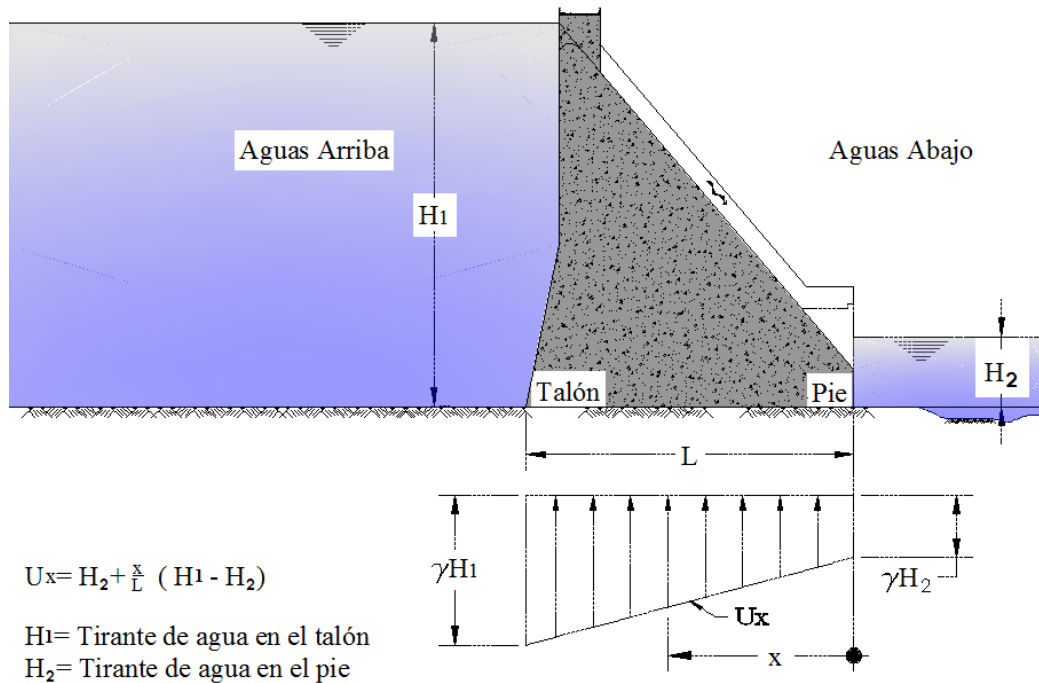 Aguas Arriba
Aguas Abajo
H1
H2
Talón
Pie
L
γH1
γH2
Ux
x
Ux= H2+ x/L ( H1 - H2)
H1= Tirante de agua en el talón
H2= Tirante de agua en el pie